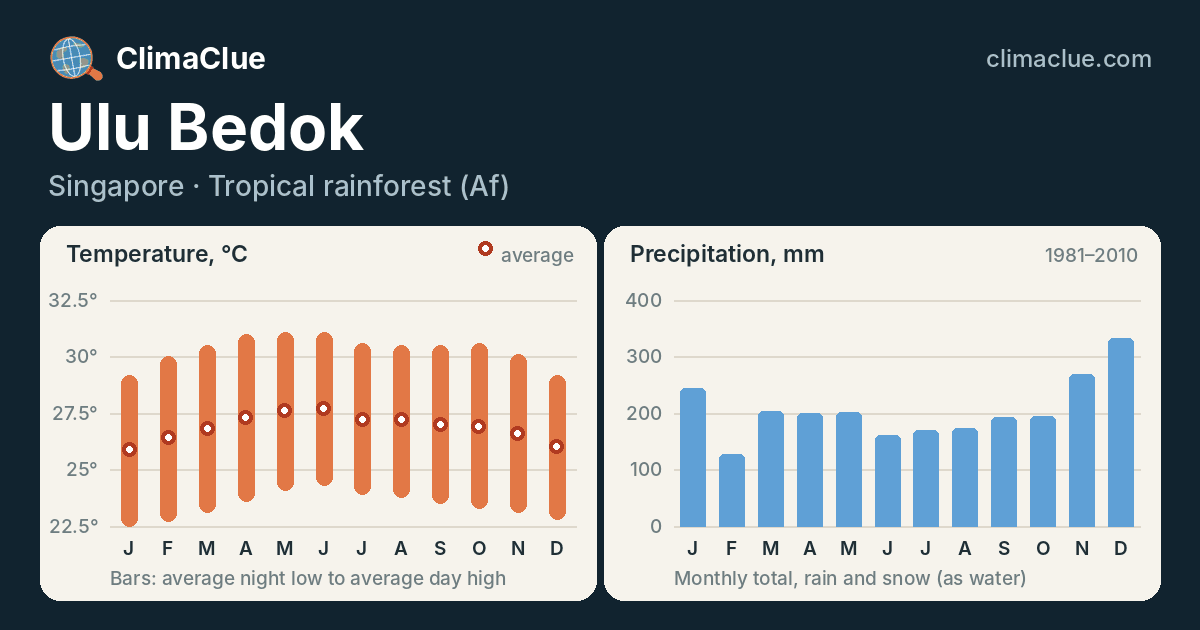 ClimaClue
climaclue.com
Ulu Bedok
Singapore · Tropical rainforest (Af)
Temperature, °C
average
32.5°
30°
27.5°
25°
22.5°
J F M A M J J A S O N D
Bars: average night low to average day high
Precipitation, mm
1981–2010
400
300
200
100
0
J F M A M J J A S O N D
Monthly total, rain and snow (as water)